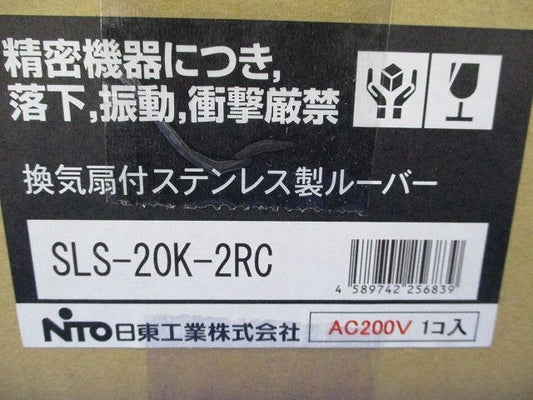 精密機器につき,
落下,振動,衝撃厳禁
換気扇付ステンレス製ルーバー
SLS-20K-2RC
4 589742 256839
NITO 日東工業株式会社
AC200V 1コ入